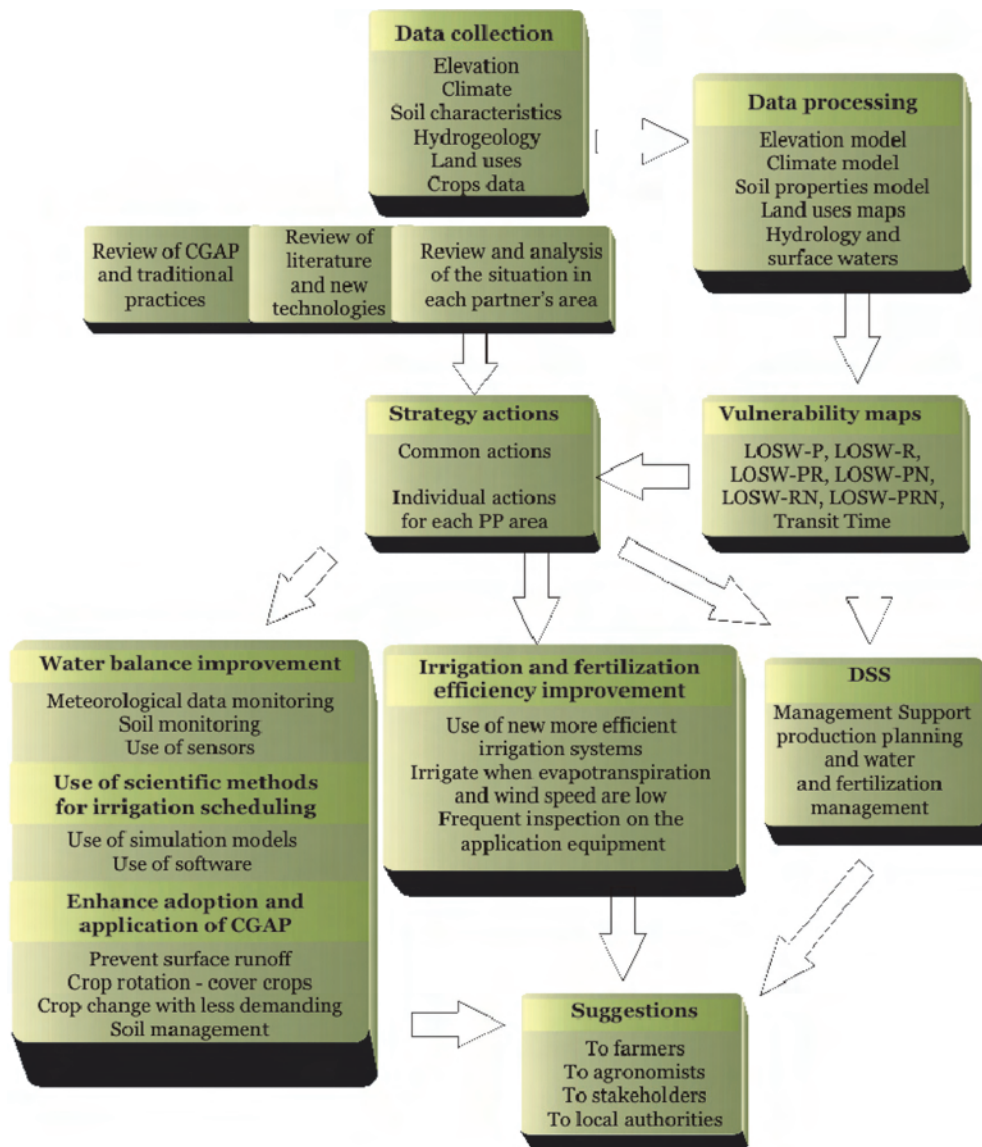 Data collection
Elevation
Climate
Soil characteristics
Hydrogeology
Land uses
Crops data
Data processing
Elevation model
Climate model
Soil properties model
Land uses maps
Hydrology and
surface waters
Review of CGAP
and traditional
practices
Review of
literature
and new
technologies
Review and analysis
of the situation in
each partner's area
Strategy actions
Common actions
Individual actions
for each PP area
Vulnerability maps
LOSW-P, LOSW-R,
LOSW-PR, LOSW-PN,
LOSW-RN, LOSW-PRN,
Transit Time
Water balance improvement
Meteorological data monitoring
Soil monitoring
Use of sensors
Use of scientific methods
for irrigation scheduling
Use of simulation models
Use of software
Enhance adoption and
application of CGAP
Prevent surface runoff
Crop rotation - cover crops
Crop change with less demanding
Soil management
Irrigation and fertilization
efficiency improvement
Use of new more efficient
irrigation systems
Irrigate when evapotranspiration
and wind speed are low
Frequent inspection on the
application equipment
DSS
Management Support
production planning
and water
and fertilization
management
Suggestions
To farmers
To agronomists
To stakeholders
To local authorities